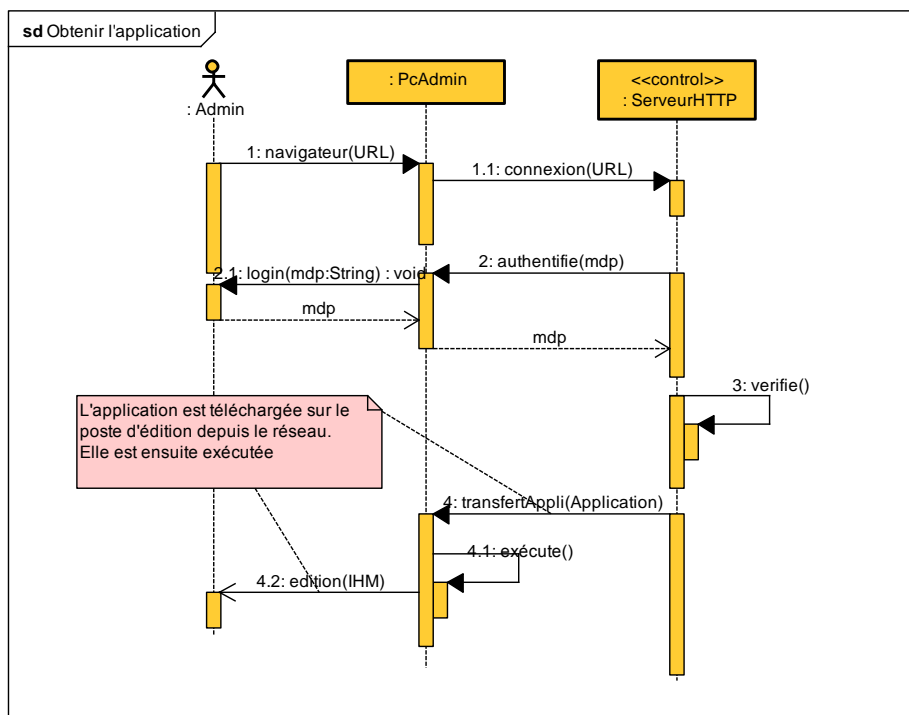 sd Obtenir l'application
: Admin
: PcAdmin
<<control>>
: ServeurHTTP
1: navigateur(URL)
1.1: connexion(URL)
2: authentifie(mdp)
2.1: login(mdp:String) : void
mdp
mdp
3: verifie()
L'application est téléchargée sur le
poste d'édition depuis le réseau.
Elle est ensuite exécutée
4: transfertAppli(Application)
4.1: exécute()
4.2: edition(IHM)